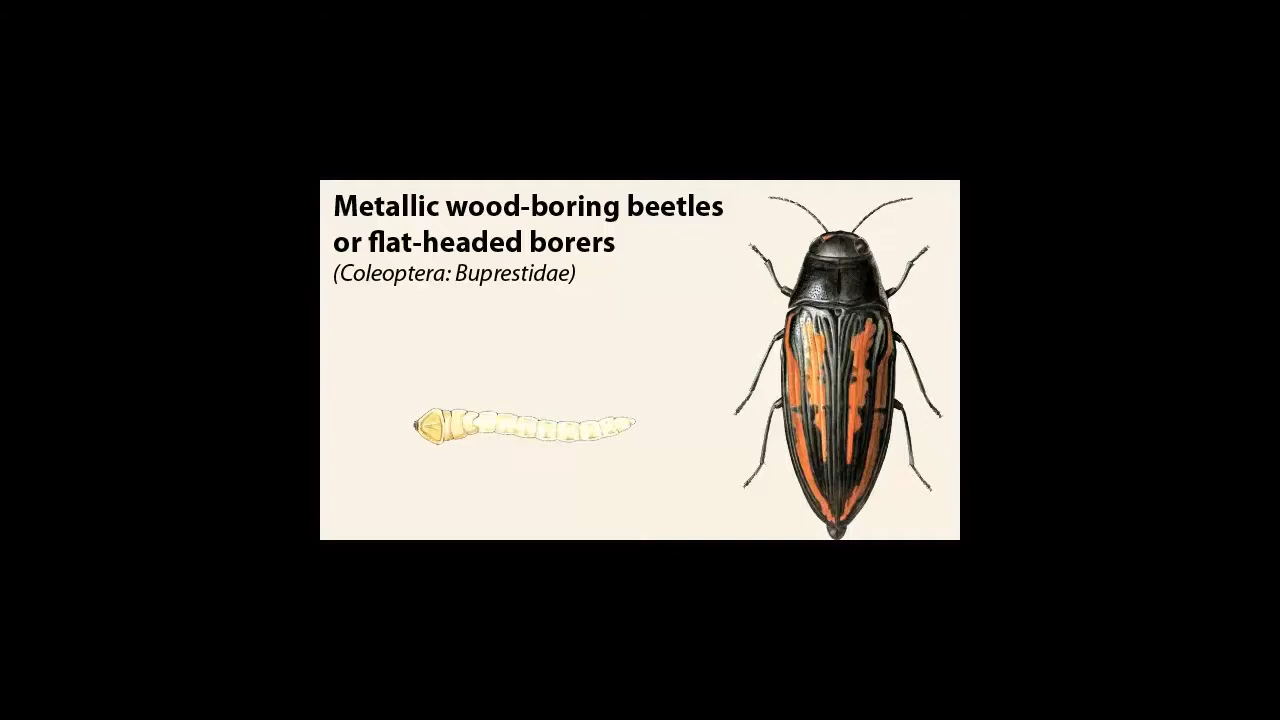 Metallic wood-boring beetles
or flat-headed borers
(Coleoptera: Buprestidae)